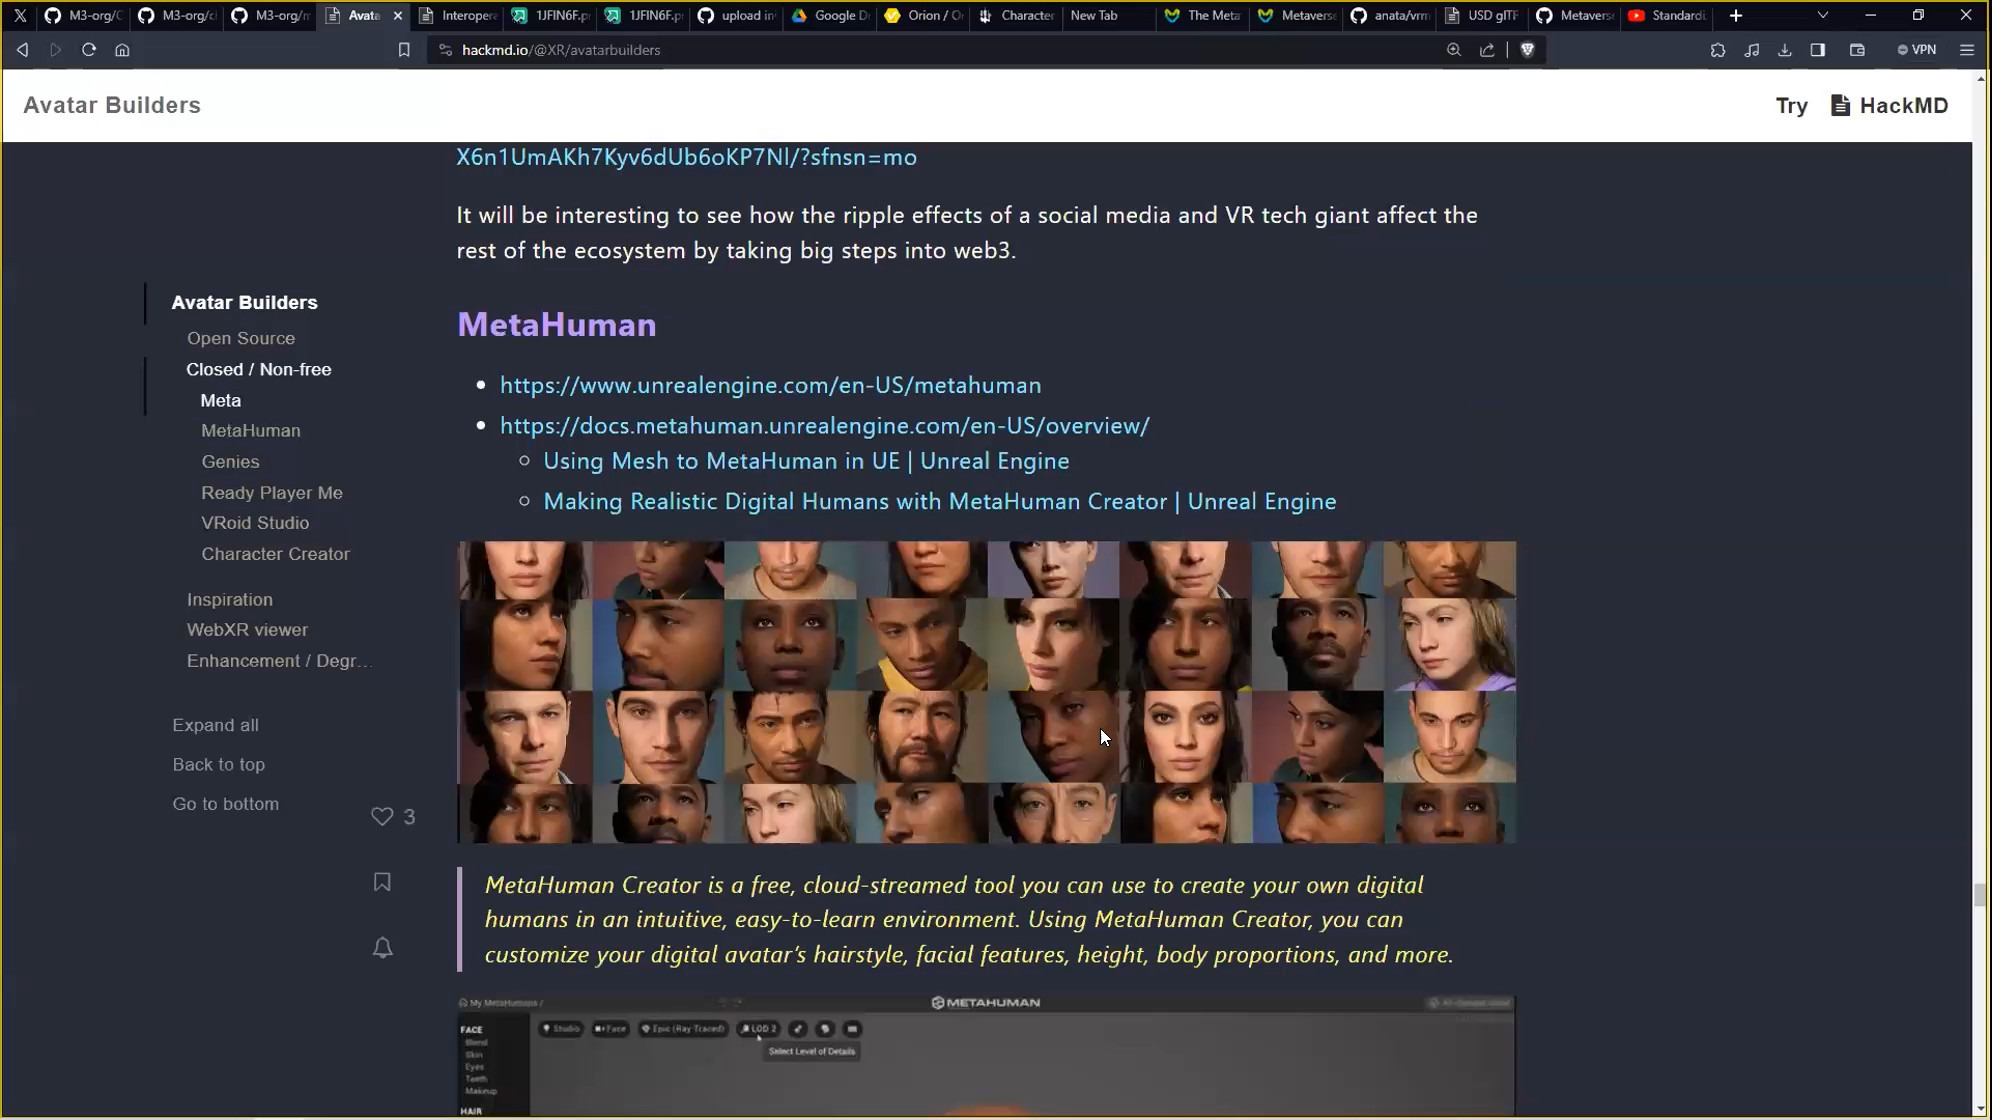 M3-org/C
M3-org/cl
M3-org/m
Avata
Interoper
1JFIN6F.p
1JFIN6F.p
upload in
Google D
Orion / O
Character
New Tab
The Meta
Metavers
anata/vrm
USD glTF
Metavers
Standardi
hackmd.io/@XR/avatarbuilders
VPN
Avatar Builders
Try HackMD
X6n1UmAKh7Kyv6dUb6oKP7Nl/?sfnsn=mo
It will be interesting to see how the ripple effects of a social media and VR tech giant affect the
rest of the ecosystem by taking big steps into web3.
Avatar Builders
Open Source
Closed / Non-free
Meta
MetaHuman
Genies
Ready Player Me
VRoid Studio
Character Creator
Inspiration
WebXR viewer
Enhancement / Degr...
Expand all
Back to top
Go to bottom
3
MetaHuman
https://www.unrealengine.com/en-US/metahuman
https://docs.metahuman.unrealengine.com/en-US/overview/
Using Mesh to MetaHuman in UE | Unreal Engine
Making Realistic Digital Humans with MetaHuman Creator | Unreal Engine
MetaHuman Creator is a free, cloud-streamed tool you can use to create your own digital
humans in an intuitive, easy-to-learn environment. Using MetaHuman Creator, you can
customize your digital avatar's hairstyle, facial features, height, body proportions, and more.
My MetaHumans /
METAHUMAN
FACE
Blend
Skin
Eyes
Teeth
Makeup
HAIR
Studio
Face
Epic (Ray Traced)
LOD 2
Select Level of Details